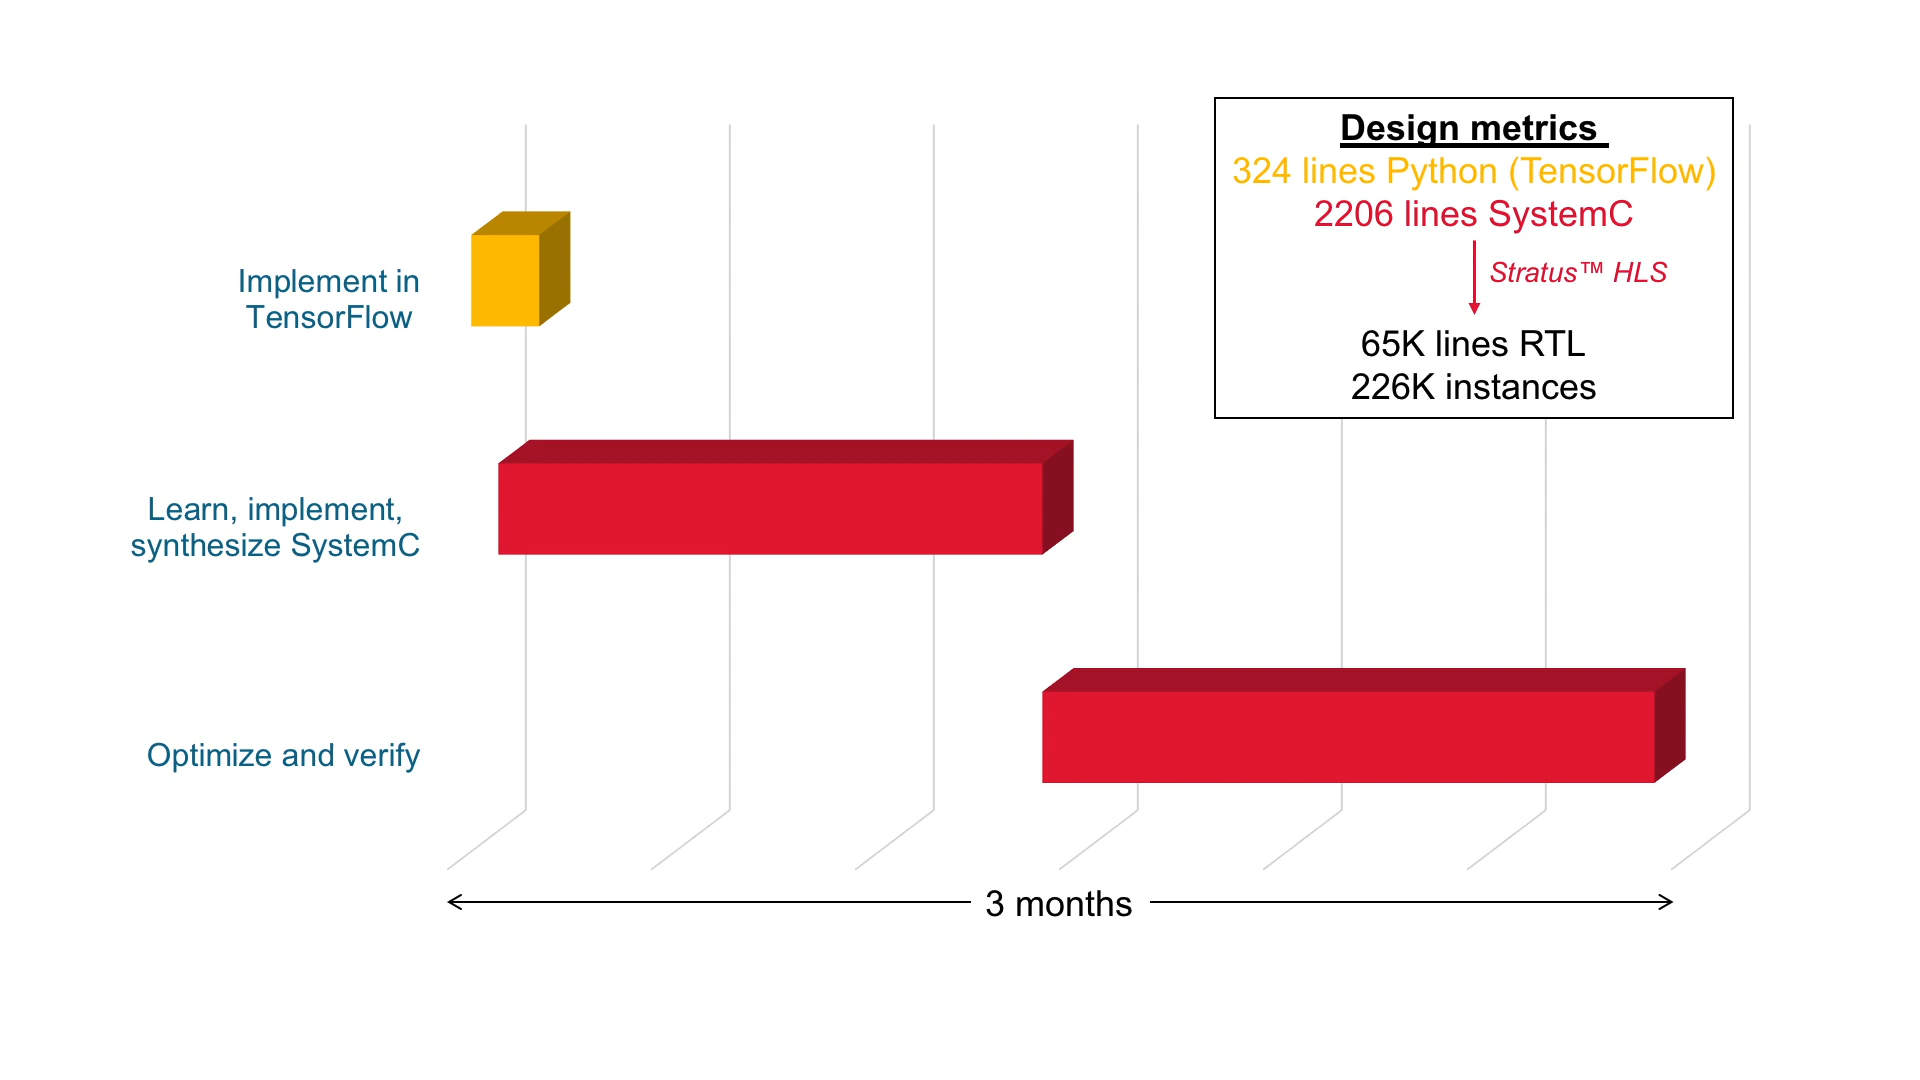 Design metrics
324 lines Python (TensorFlow)
2206 lines SystemC
Stratus™ HLS
65K lines RTL
226K instances
Implement in
TensorFlow
Learn, implement,
synthesize SystemC
Optimize and verify
3 months